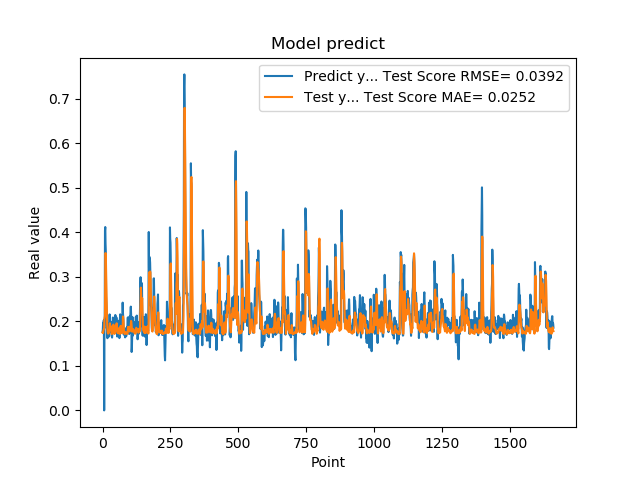 Model predict
Predict y... Test Score RMSE= 0.0392
Test y... Test Score MAE= 0.0252
Real value
0.7
0.6
0.5
0.4
0.3
0.2
0.1
0.0
0 250 500 750 1000 1250 1500
Point